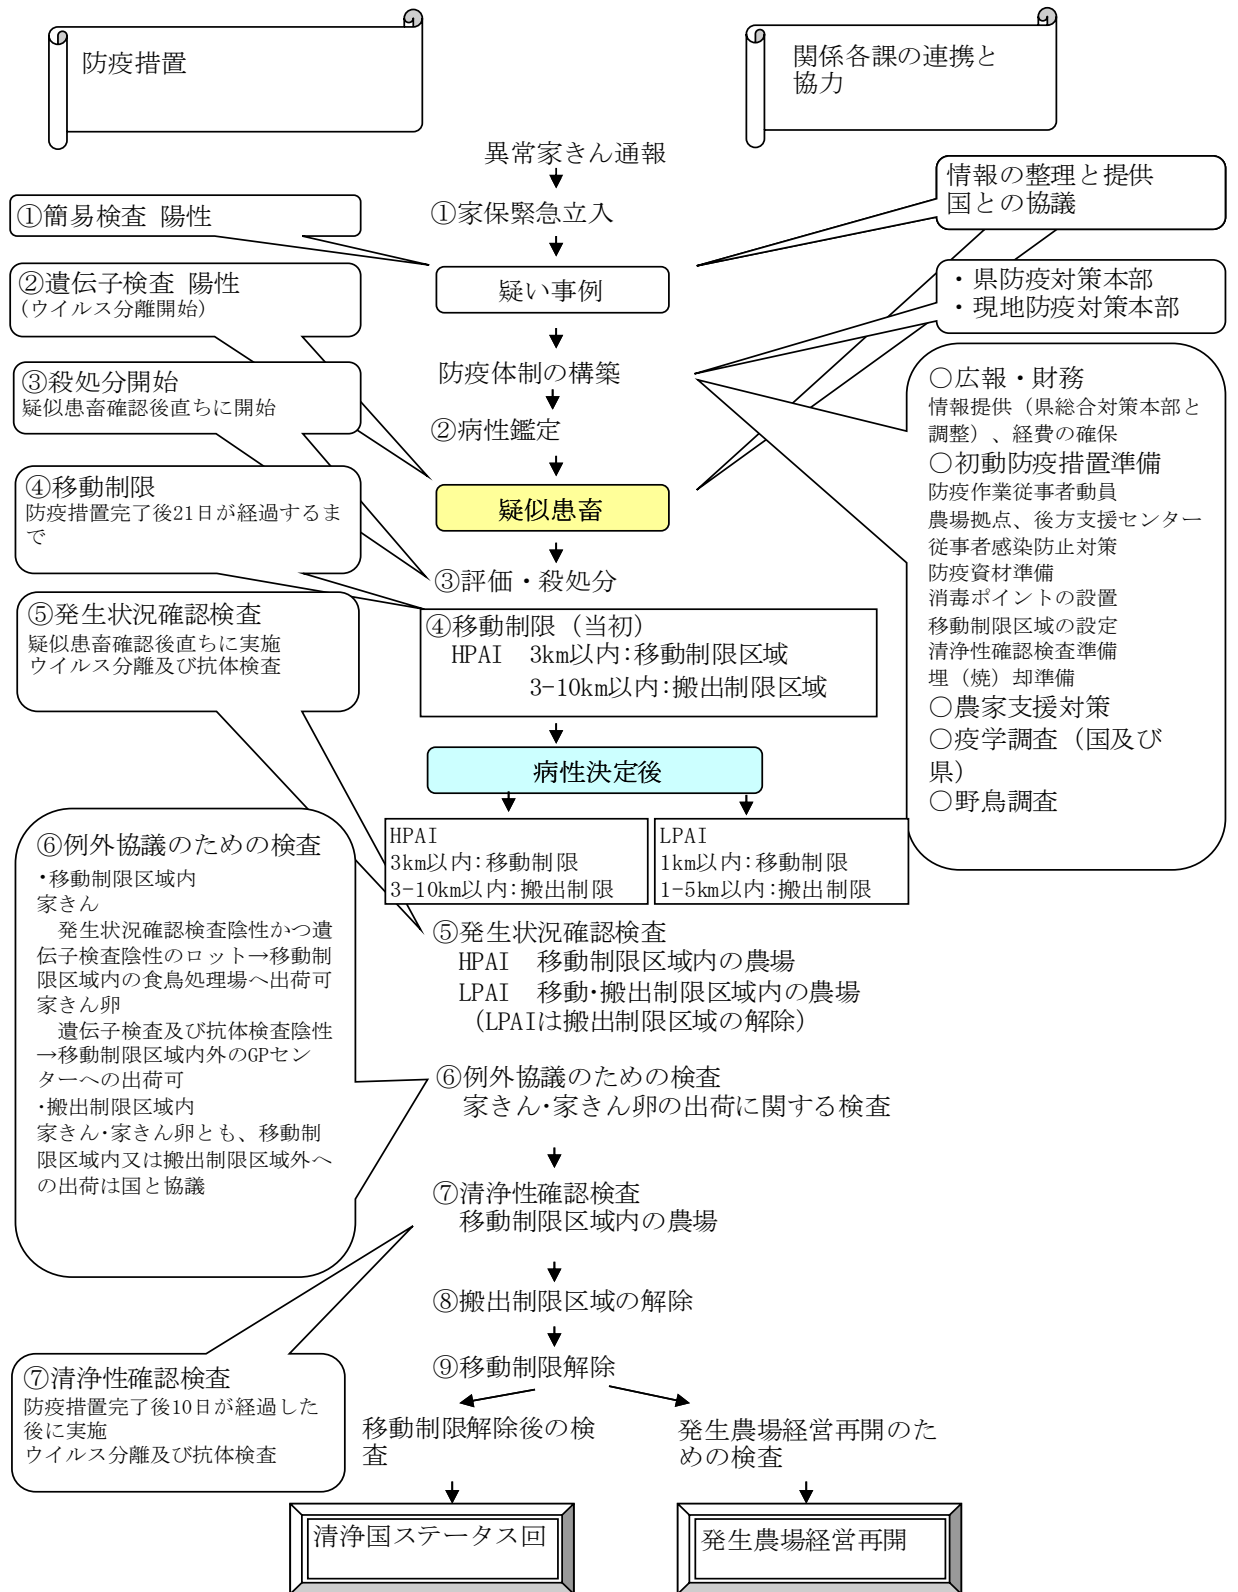 防疫措置
関係各課の連携と
協力
異常家きん通報
①家保緊急立入
疑い事例
防疫体制の構築
②病性鑑定
疑似患畜
③評価・殺処分
④移動制限（当初）
HPAI　3km以内:移動制限区域
3-10km以内:搬出制限区域
病性決定後
HPAI
3km以内:移動制限
3-10km以内:搬出制限
LPAI
1km以内:移動制限
1-5km以内:搬出制限
⑤発生状況確認検査
HPAI　移動制限区域内の農場
LPAI　移動･搬出制限区域内の農場
（LPAIは搬出制限区域の解除）
⑥例外協議のための検査
家きん･家きん卵の出荷に関する検査
⑦清浄性確認検査
移動制限区域内の農場
⑧搬出制限区域の解除
⑨移動制限解除
移動制限解除後の検
査
発生農場経営再開のた
めの検査
清浄国ステータス回
発生農場経営再開
①簡易検査 陽性
②遺伝子検査 陽性
(ウイルス分離開始)
③殺処分開始
疑似患畜確認後直ちに開始
④移動制限
防疫措置完了後21日が経過するま
で
⑤発生状況確認検査
疑似患畜確認後直ちに実施
ウイルス分離及び抗体検査
⑥例外協議のための検査
･移動制限区域内
家きん
　発生状況確認検査陰性かつ遺
伝子検査陰性のロット→移動制
限区域内の食鳥処理場へ出荷可
家きん卵
　遺伝子検査及び抗体検査陰性
→移動制限区域内外のGPセン
ターへの出荷可
･搬出制限区域内
家きん･家きん卵とも、移動制
限区域内又は搬出制限区域外へ
の出荷は国と協議
⑦清浄性確認検査
防疫措置完了後10日が経過した
後に実施
ウイルス分離及び抗体検査
情報の整理と提供
国との協議
・県防疫対策本部
・現地防疫対策本部
○広報・財務
情報提供（県総合対策本部と
調整）、経費の確保
○初動防疫措置準備
防疫作業従事者動員
農場拠点、後方支援センター
従事者感染防止対策
防疫資材準備
消毒ポイントの設置
移動制限区域の設定
清浄性確認検査準備
埋（焼）却準備
○農家支援対策
○疫学調査（国及び
県）
○野鳥調査